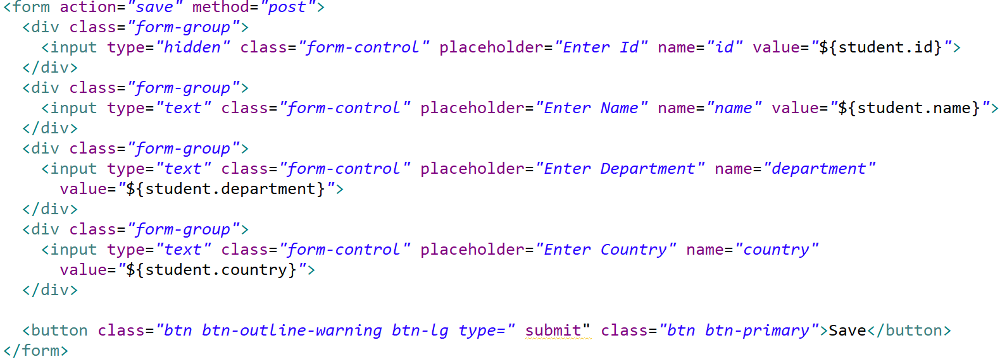 <form action="save" method="post">
<div class="form-group">
<input type="hidden" class="form-control" placeholder="Enter Id" name="id" value="${student.id}">
</div>
<div class="form-group">
<input type="text" class="form-control" placeholder="Enter Name" name="name" value="${student.name}">
</div>
<div class="form-group">
<input type="text" class="form-control" placeholder="Enter Department" name="department"
value="${student.department}">
</div>
<div class="form-group">
<input type="text" class="form-control" placeholder="Enter Country" name="country"
value="${student.country}">
</div>
<button class="btn btn-outline-warning btn-lg type=" submit" class="btn btn-primary">Save</button>
</form>